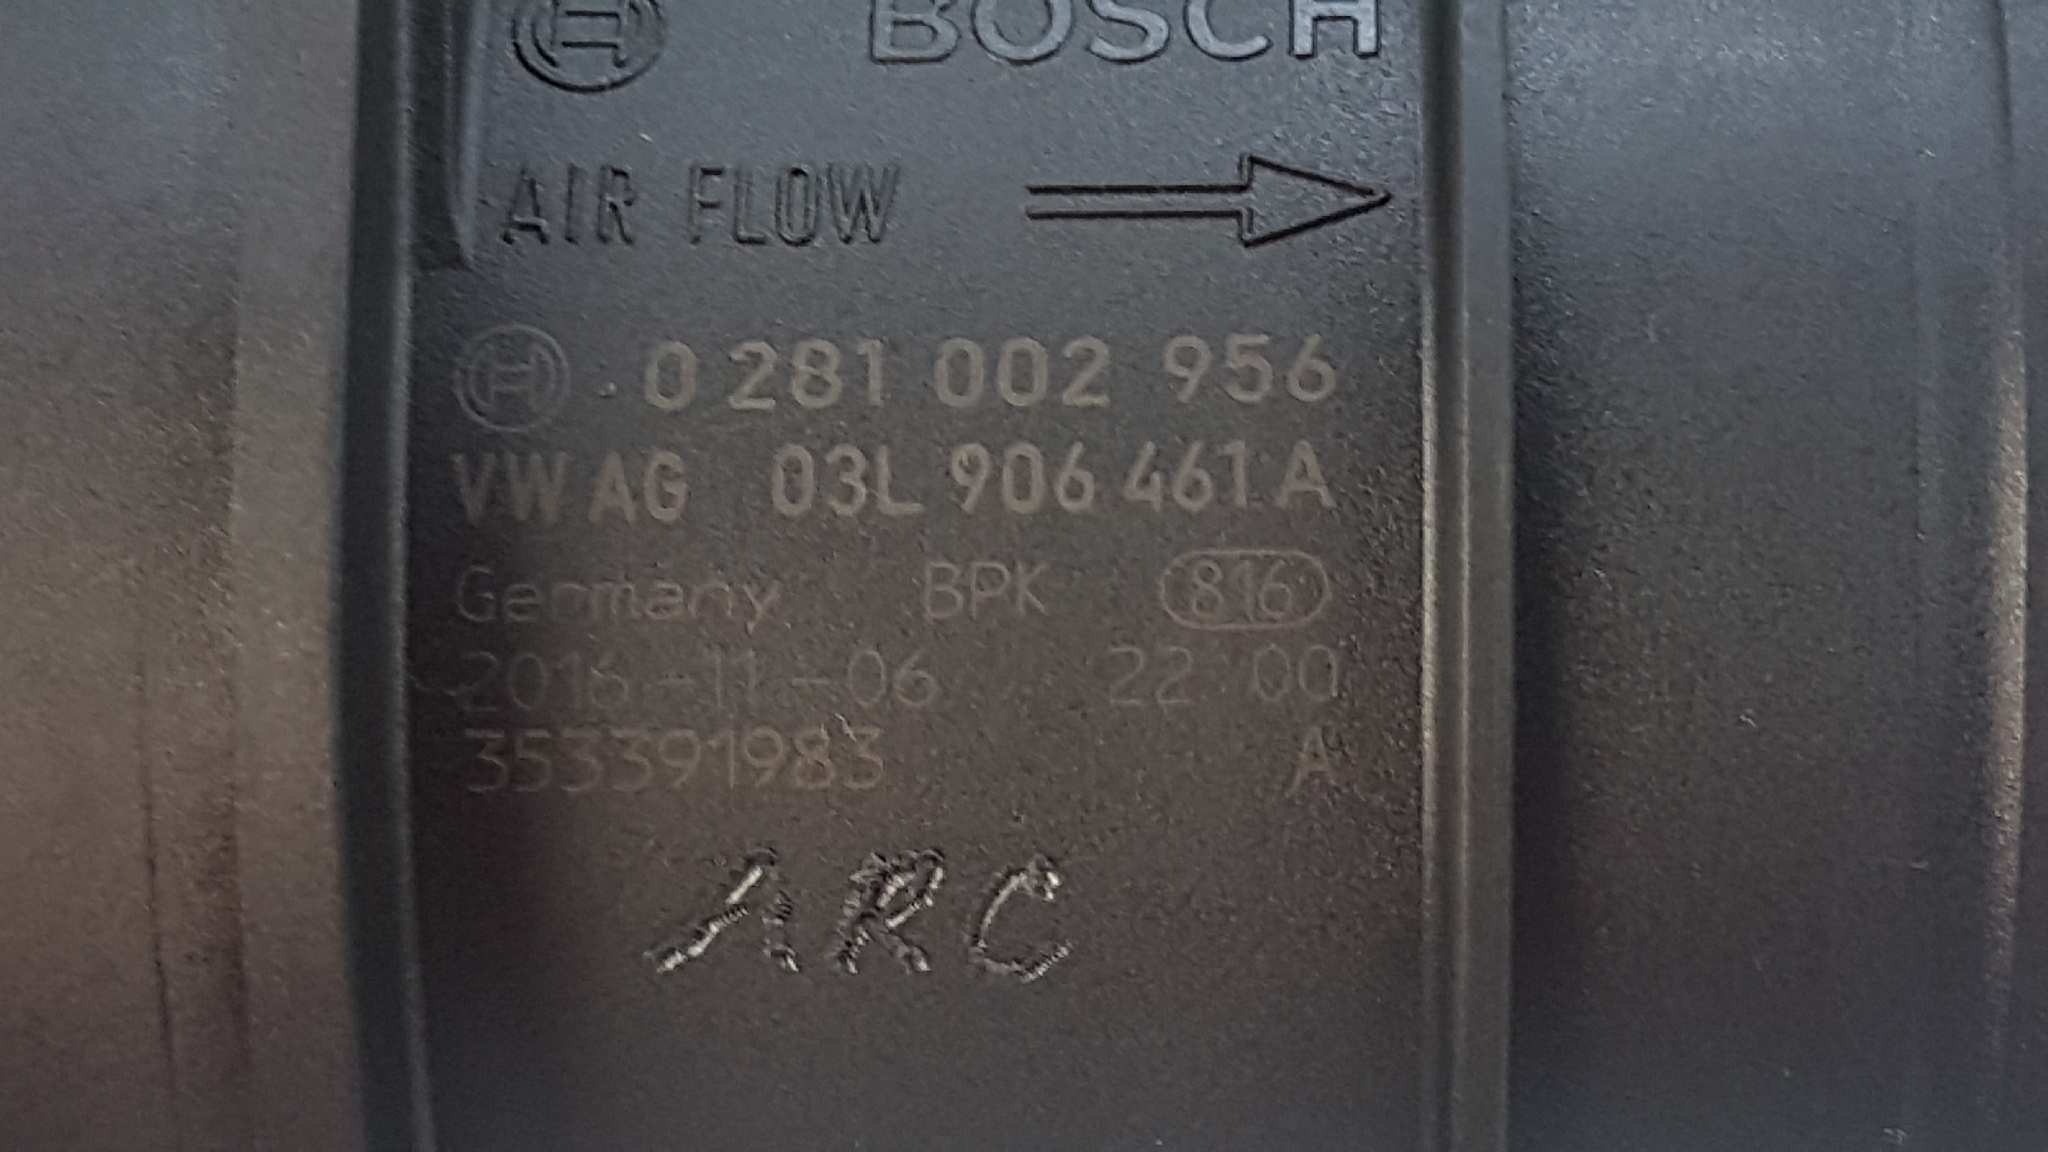 BOSCH
AIR FLOW
0 281 002 956
VW AG 03L 906 461 A
Germany BPK 816
2016-11-06 22:00
353391983 A
ARC